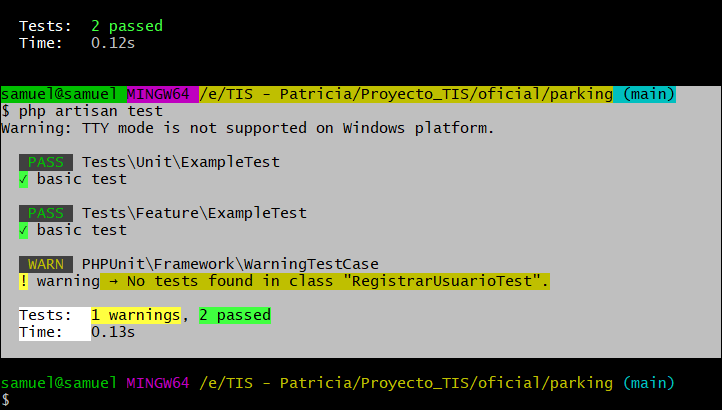 Tests:  2 passed
Time:   0.12s
samuel@samuel MINGW64 /e/TIS - Patricia/Proyecto_TIS/oficial/parking (main)
$ php artisan test
Warning: TTY mode is not supported on Windows platform.
PASS  Tests\Unit\ExampleTest
✓ basic test
PASS  Tests\Feature\ExampleTest
✓ basic test
WARN  PHPUnit\Framework\WarningTestCase
! warning → No tests found in class "RegistrarUsuarioTest".
Tests:  1 warnings, 2 passed
Time:   0.13s
samuel@samuel MINGW64 /e/TIS - Patricia/Proyecto_TIS/oficial/parking (main)
$